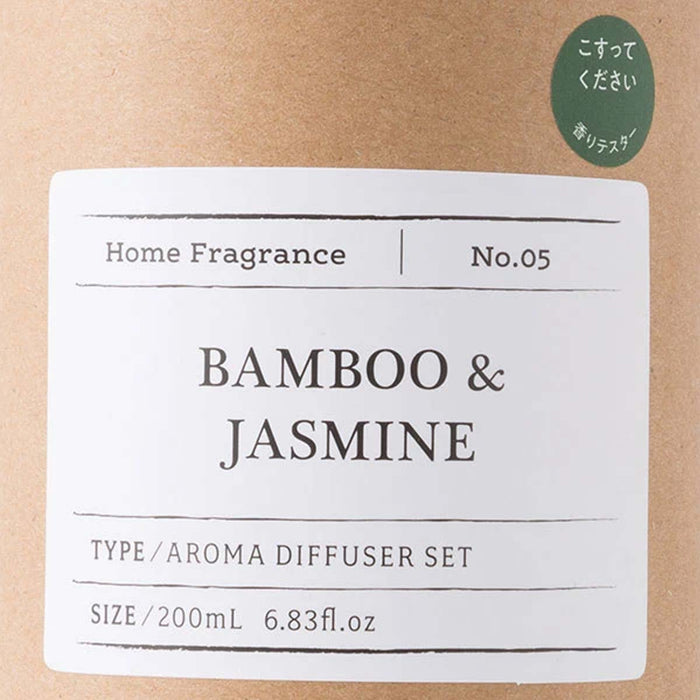 こすって
ください
香りテスター
Home Fragrance
No.05
BAMBOO &
JASMINE
TYPE/AROMA DIFFUSER SET
SIZE/200mL 6.83fl.oz